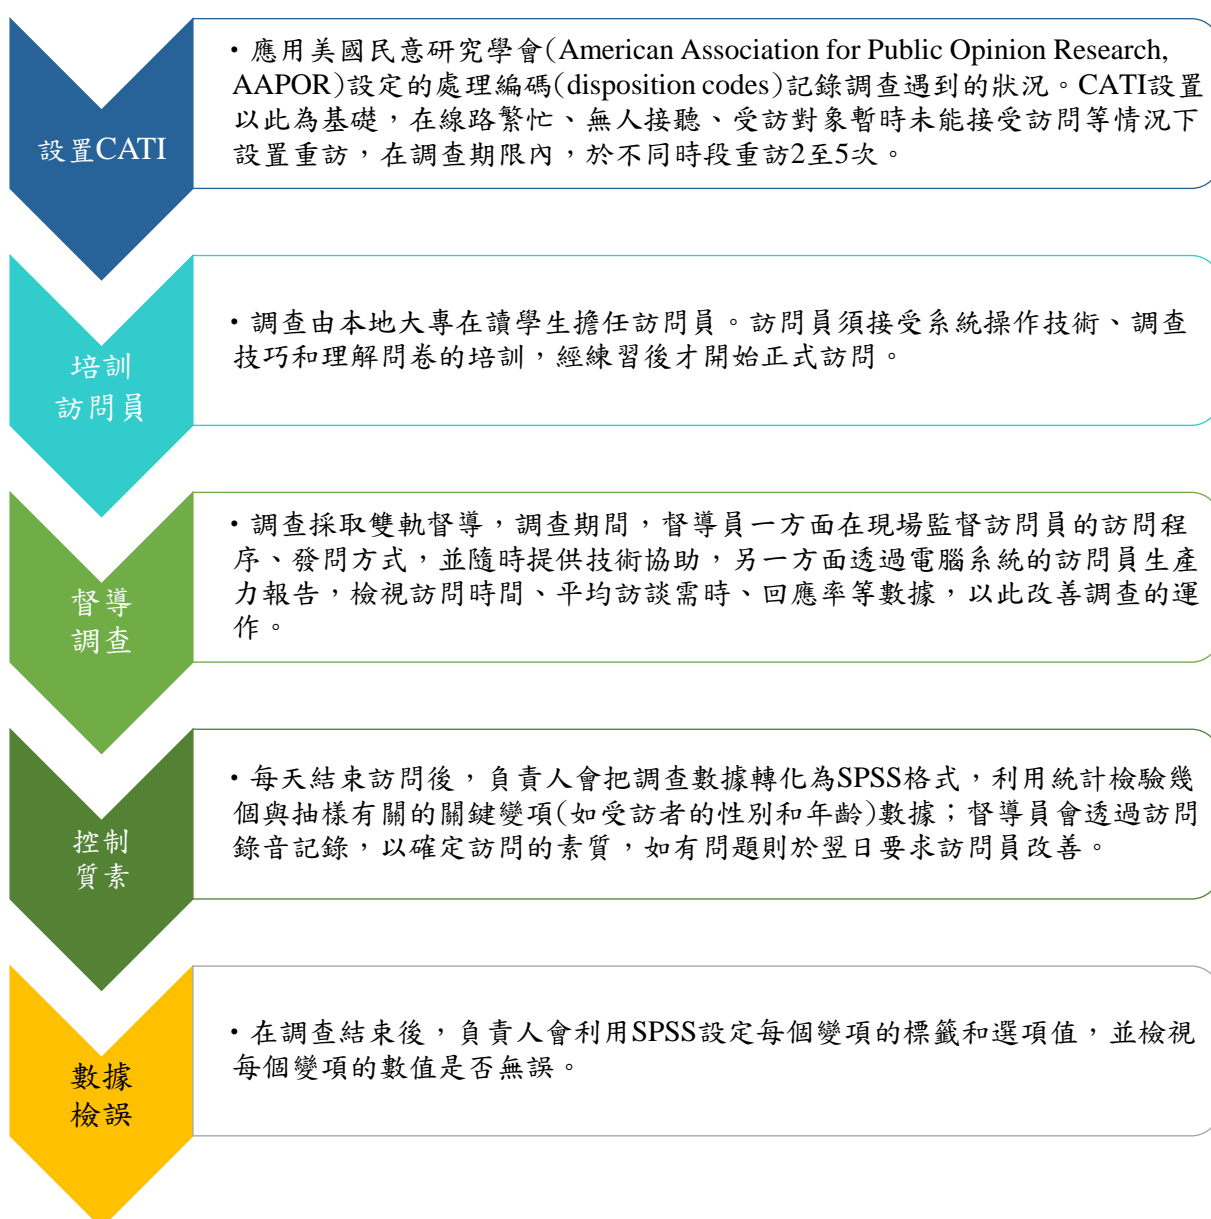 設置CATI
・應用美國民意研究學會(American Association for Public Opinion Research,
AAPOR)設定的處理編碼(disposition codes)記錄調查遇到的狀況。CATI設置
以此為基礎，在線路繁忙、無人接聽、受訪對象暫時未能接受訪問等情況下
設置重訪，在調查期限內，於不同時段重訪2至5次。
培訓
訪問員
・調查由本地大專在讀學生擔任訪問員。訪問員須接受系統操作技術、調查
技巧和理解問卷的培訓，經練習後才開始正式訪問。
督導
調查
・調查採取雙軌督導，調查期間，督導員一方面在現場監督訪問員的訪問程
序、發問方式，並隨時提供技術協助，另一方面透過電腦系統的訪問員生產
力報告，檢視訪問時間、平均訪談需時、回應率等數據，以此改善調查的運
作。
控制
質素
・每天結束訪問後，負責人會把調查數據轉化為SPSS格式，利用統計檢驗幾
個與抽樣有關的關鍵變項(如受訪者的性別和年齡)數據；督導員會透過訪問
錄音記錄，以確定訪問的素質，如有問題則於翌日要求訪問員改善。
數據
檢誤
・在調查結束後，負責人會利用SPSS設定每個變項的標籤和選項值，並檢視
每個變項的數值是否無誤。